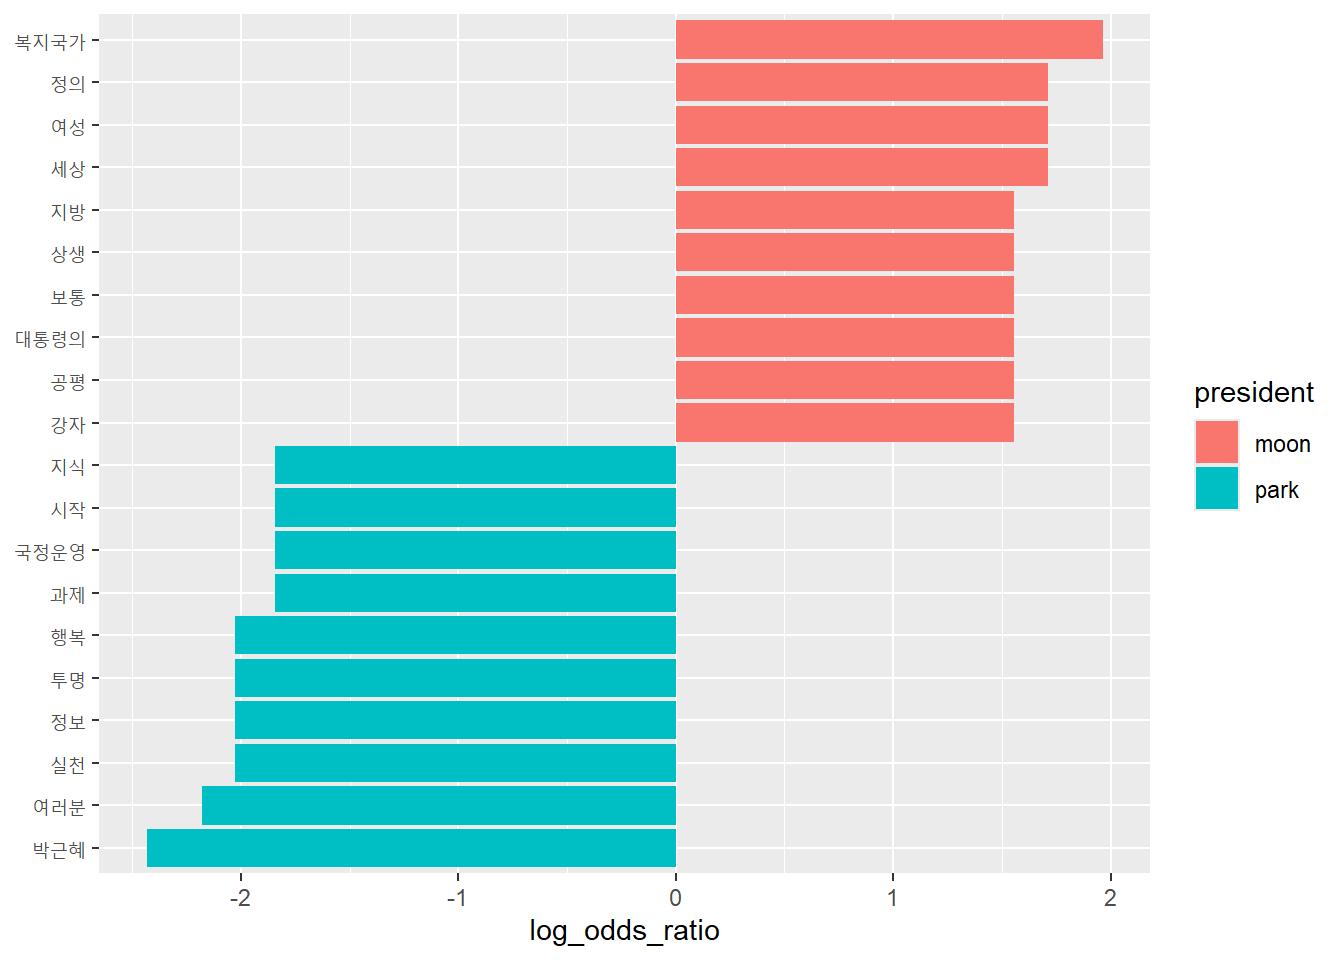 복지국가
정의
여성
세상
지방
상생
보통
대통령의
공평
강자
지식
시작
국정운영
과제
행복
투명
정보
실천
여러분
박근혜
-2 -1 0 1 2
log_odds_ratio
president
moon
park